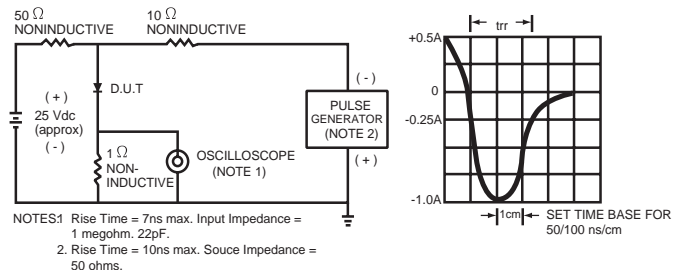 50 Ω
NONINDUCTIVE
10 Ω
NONINDUCTIVE
(+)
25 Vdc
(approx)
(-)
D.U.T
1 Ω
NON-
INDUCTIVE
OSCILLOSCOPE
(NOTE 1)
(-)
PULSE
GENERATOR
(NOTE 2)
(+)
trr
+0.5A
0
-0.25A
-1.0A
1cm
SET TIME BASE FOR
50/100 ns/cm
NOTES:1 Rise Time = 7ns max. Input Impedance =
1 megohm. 22pF.
2. Rise Time = 10ns max. Souce Impedance =
50 ohms.